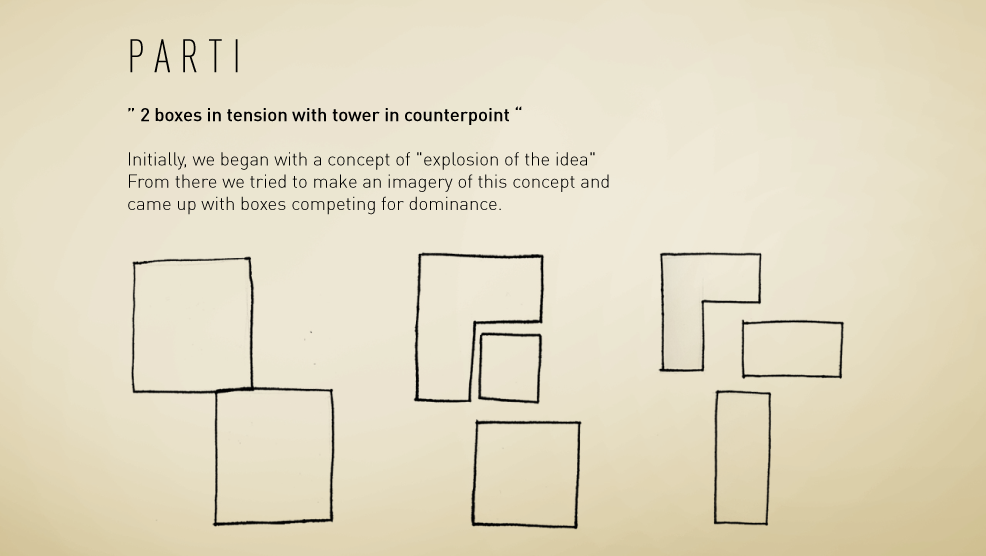 PARTI
” 2 boxes in tension with tower in counterpoint “
Initially, we began with a concept of "explosion of the idea"
From there we tried to make an imagery of this concept and
came up with boxes competing for dominance.